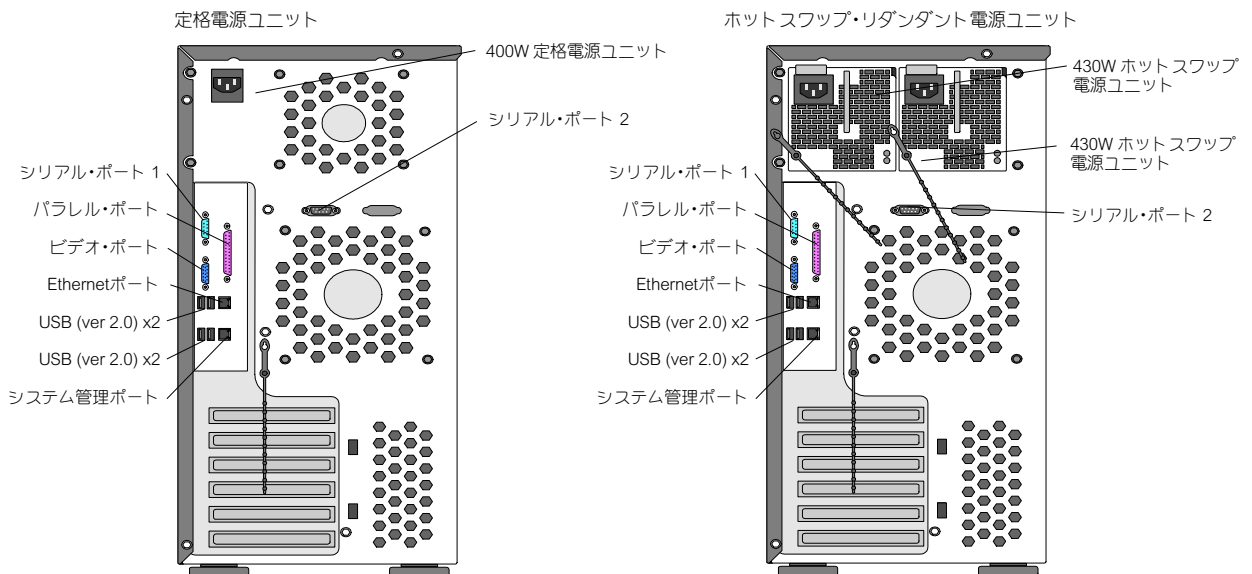 定格電源ユニット
400W 定格電源ユニット
シリアル・ポート 2
シリアル・ポート 1
パラレル・ポート
ビデオ・ポート
Ethernetポート
USB (ver 2.0) x2
USB (ver 2.0) x2
システム管理ポート
ホットスワップ・リダンダント電源ユニット
430W ホットスワップ
電源ユニット
430W ホットスワップ
電源ユニット
シリアル・ポート 2
シリアル・ポート 1
パラレル・ポート
ビデオ・ポート
Ethernetポート
USB (ver 2.0) x2
USB (ver 2.0) x2
システム管理ポート